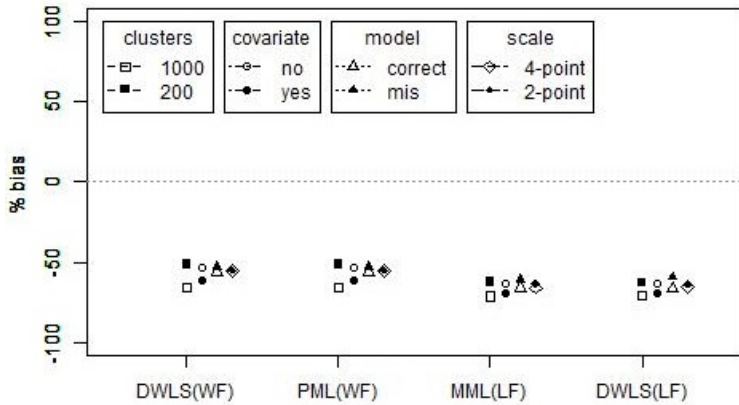 100
50
0
-50
-100
% bias
clusters
1000
200
covariate
no
yes
model
correct
mis
scale
4-point
2-point
DWLS(WF)
PML(WF)
MML(LF)
DWLS(LF)